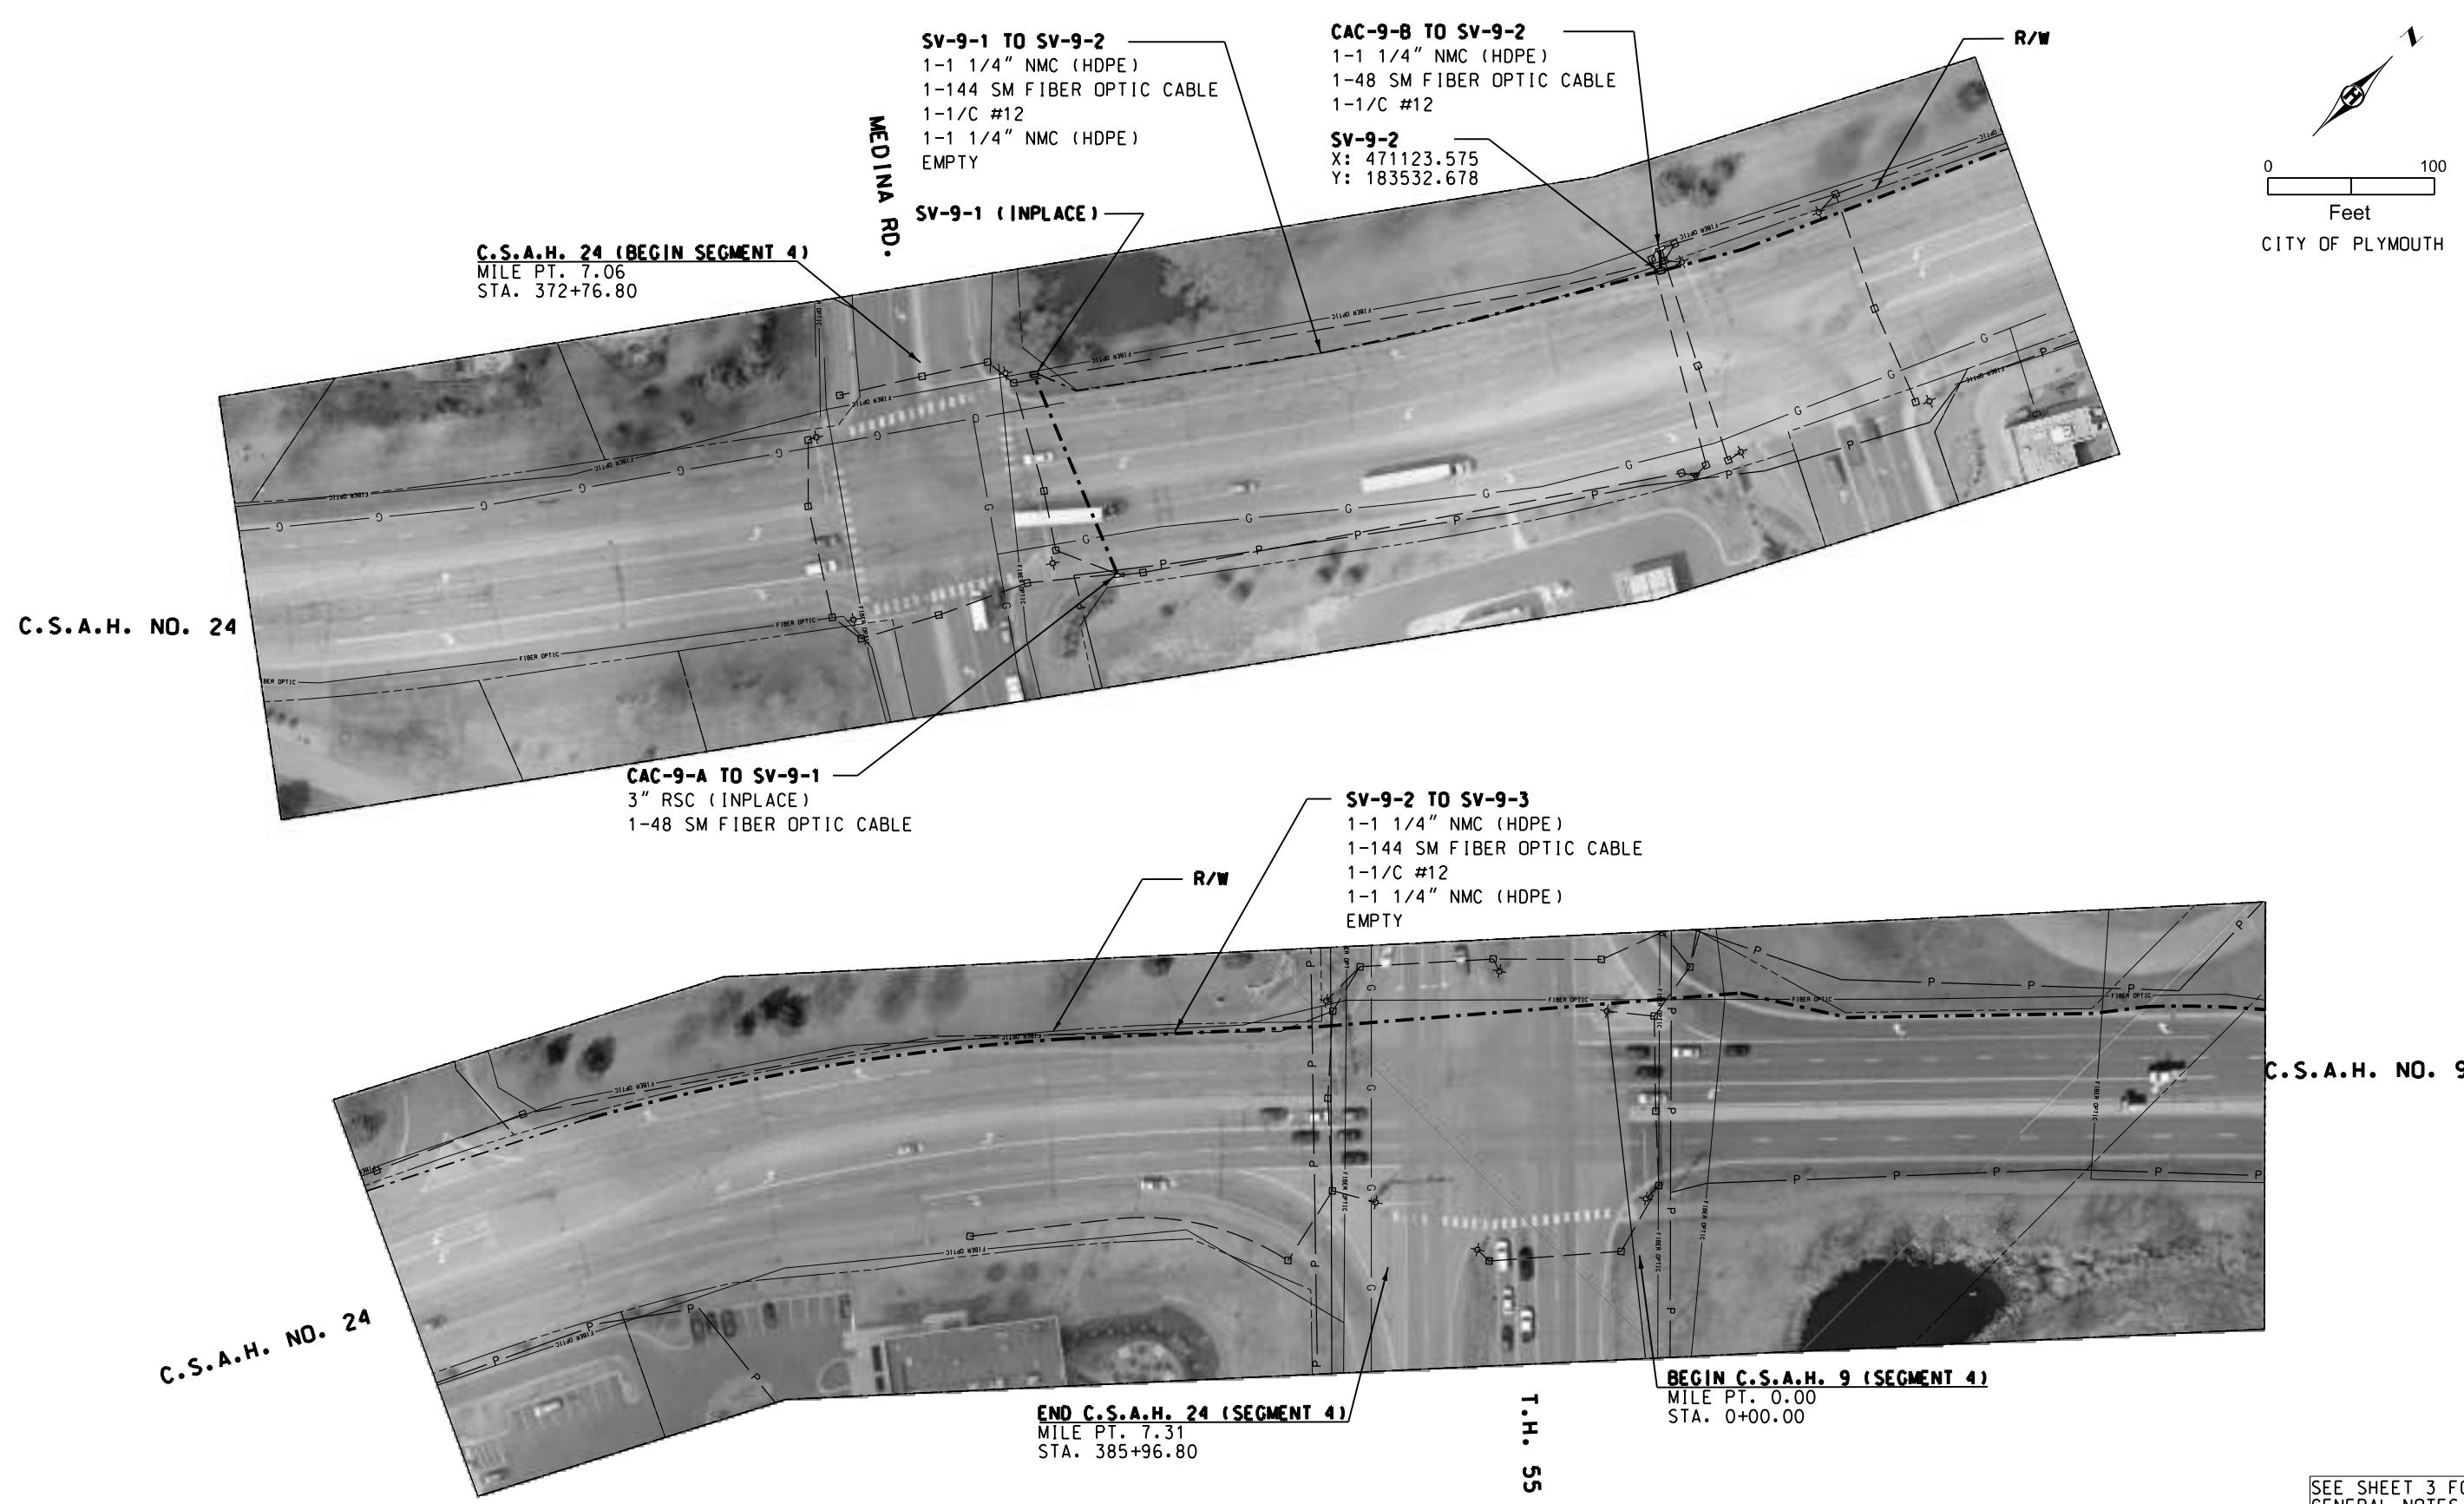 SV-9-1 TO SV-9-2
1-1 1/4" NMC (HDPE)
1-144 SM FIBER OPTIC CABLE
1-1/C #12
1-1 1/4" NMC (HDPE)
EMPTY
CAC-9-B TO SV-9-2
1-1 1/4" NMC (HDPE)
1-48 SM FIBER OPTIC CABLE
1-1/C #12
SV-9-2
X: 471123.575
Y: 183532.678
R/W
Z
H
0 100
Feet
CITY OF PLYMOUTH
MEDINA RD.
SV-9-1 (INPLACE)
C.S.A.H. 24 (BEGIN SEGMENT 4)
MILE PT. 7.06
STA. 372+76.80
FIBER OPTIC
G
P
C.S.A.H. NO. 24
CAC-9-A TO SV-9-1
3" RSC (INPLACE)
1-48 SM FIBER OPTIC CABLE
SV-9-2 TO SV-9-3
1-1 1/4" NMC (HDPE)
1-144 SM FIBER OPTIC CABLE
1-1/C #12
1-1 1/4" NMC (HDPE)
EMPTY
R/W
FIBER OPTIC
P
G
C.S.A.H. NO. 9
C.S.A.H. NO. 24
END C.S.A.H. 24 (SEGMENT 4)
MILE PT. 7.31
STA. 385+96.80
T.H. 55
BEGIN C.S.A.H. 9 (SEGMENT 4)
MILE PT. 0.00
STA. 0+00.00
SEE SHEET 3 FO
GENERAL NOTES